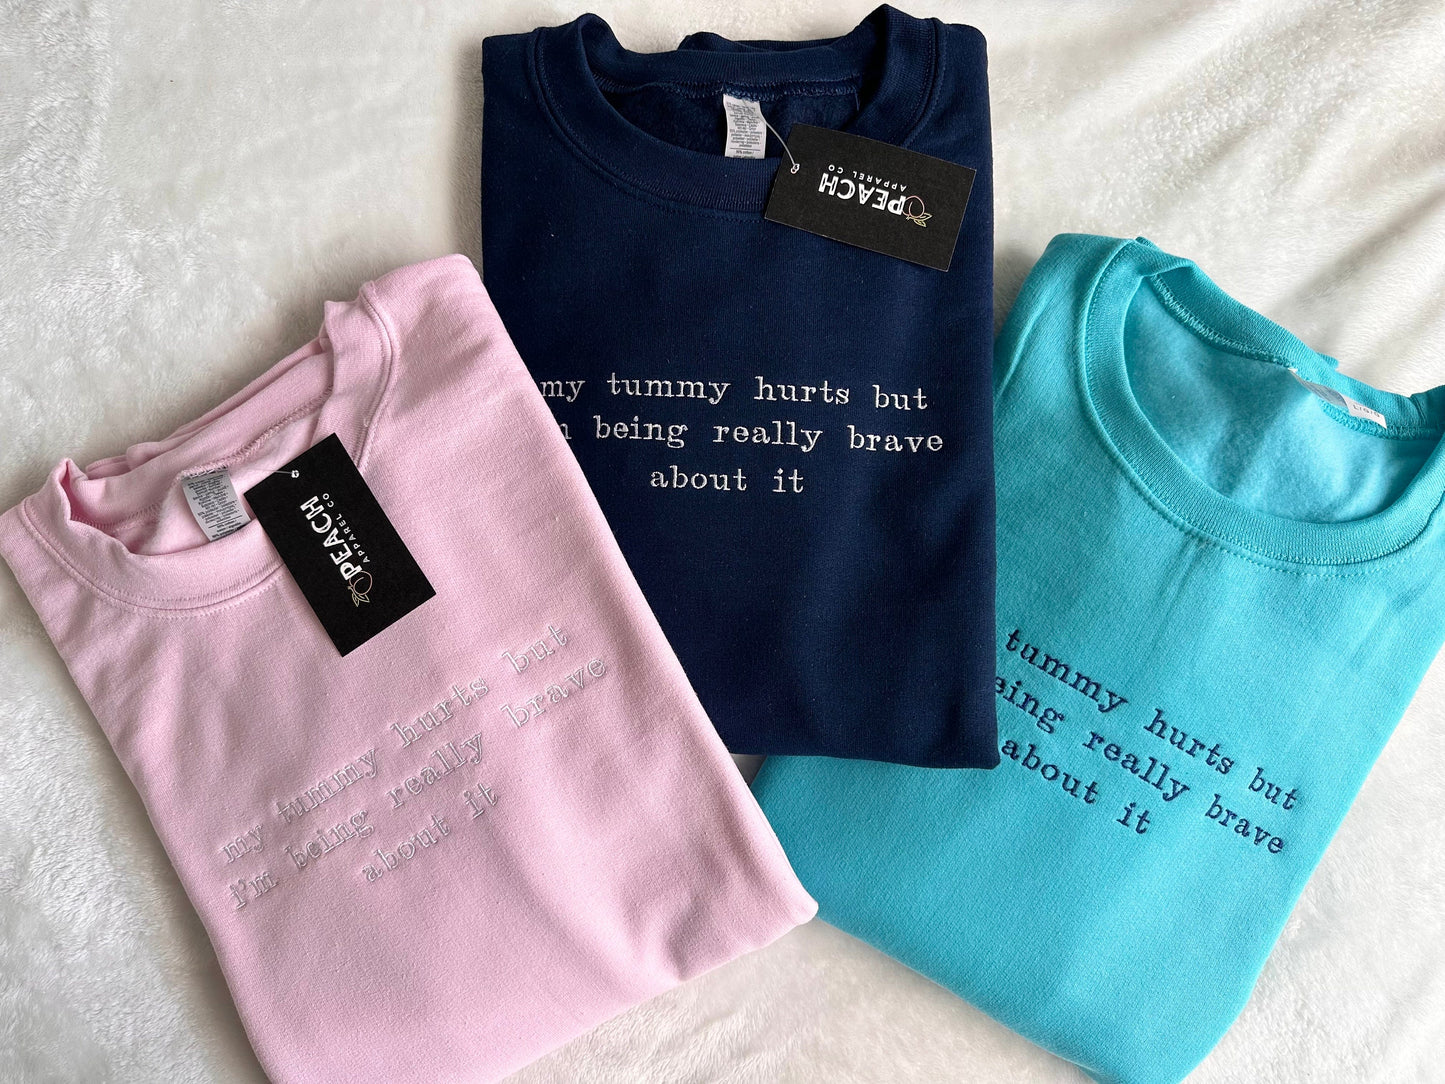 PEACH
APPAREL CO
my tummy hurts but
being really brave
about it
PEACH
APPAREL CO
my tummy hurts but
i'm being really brave
about it
L/G/G
tummy hurts but
eing really brave
about it